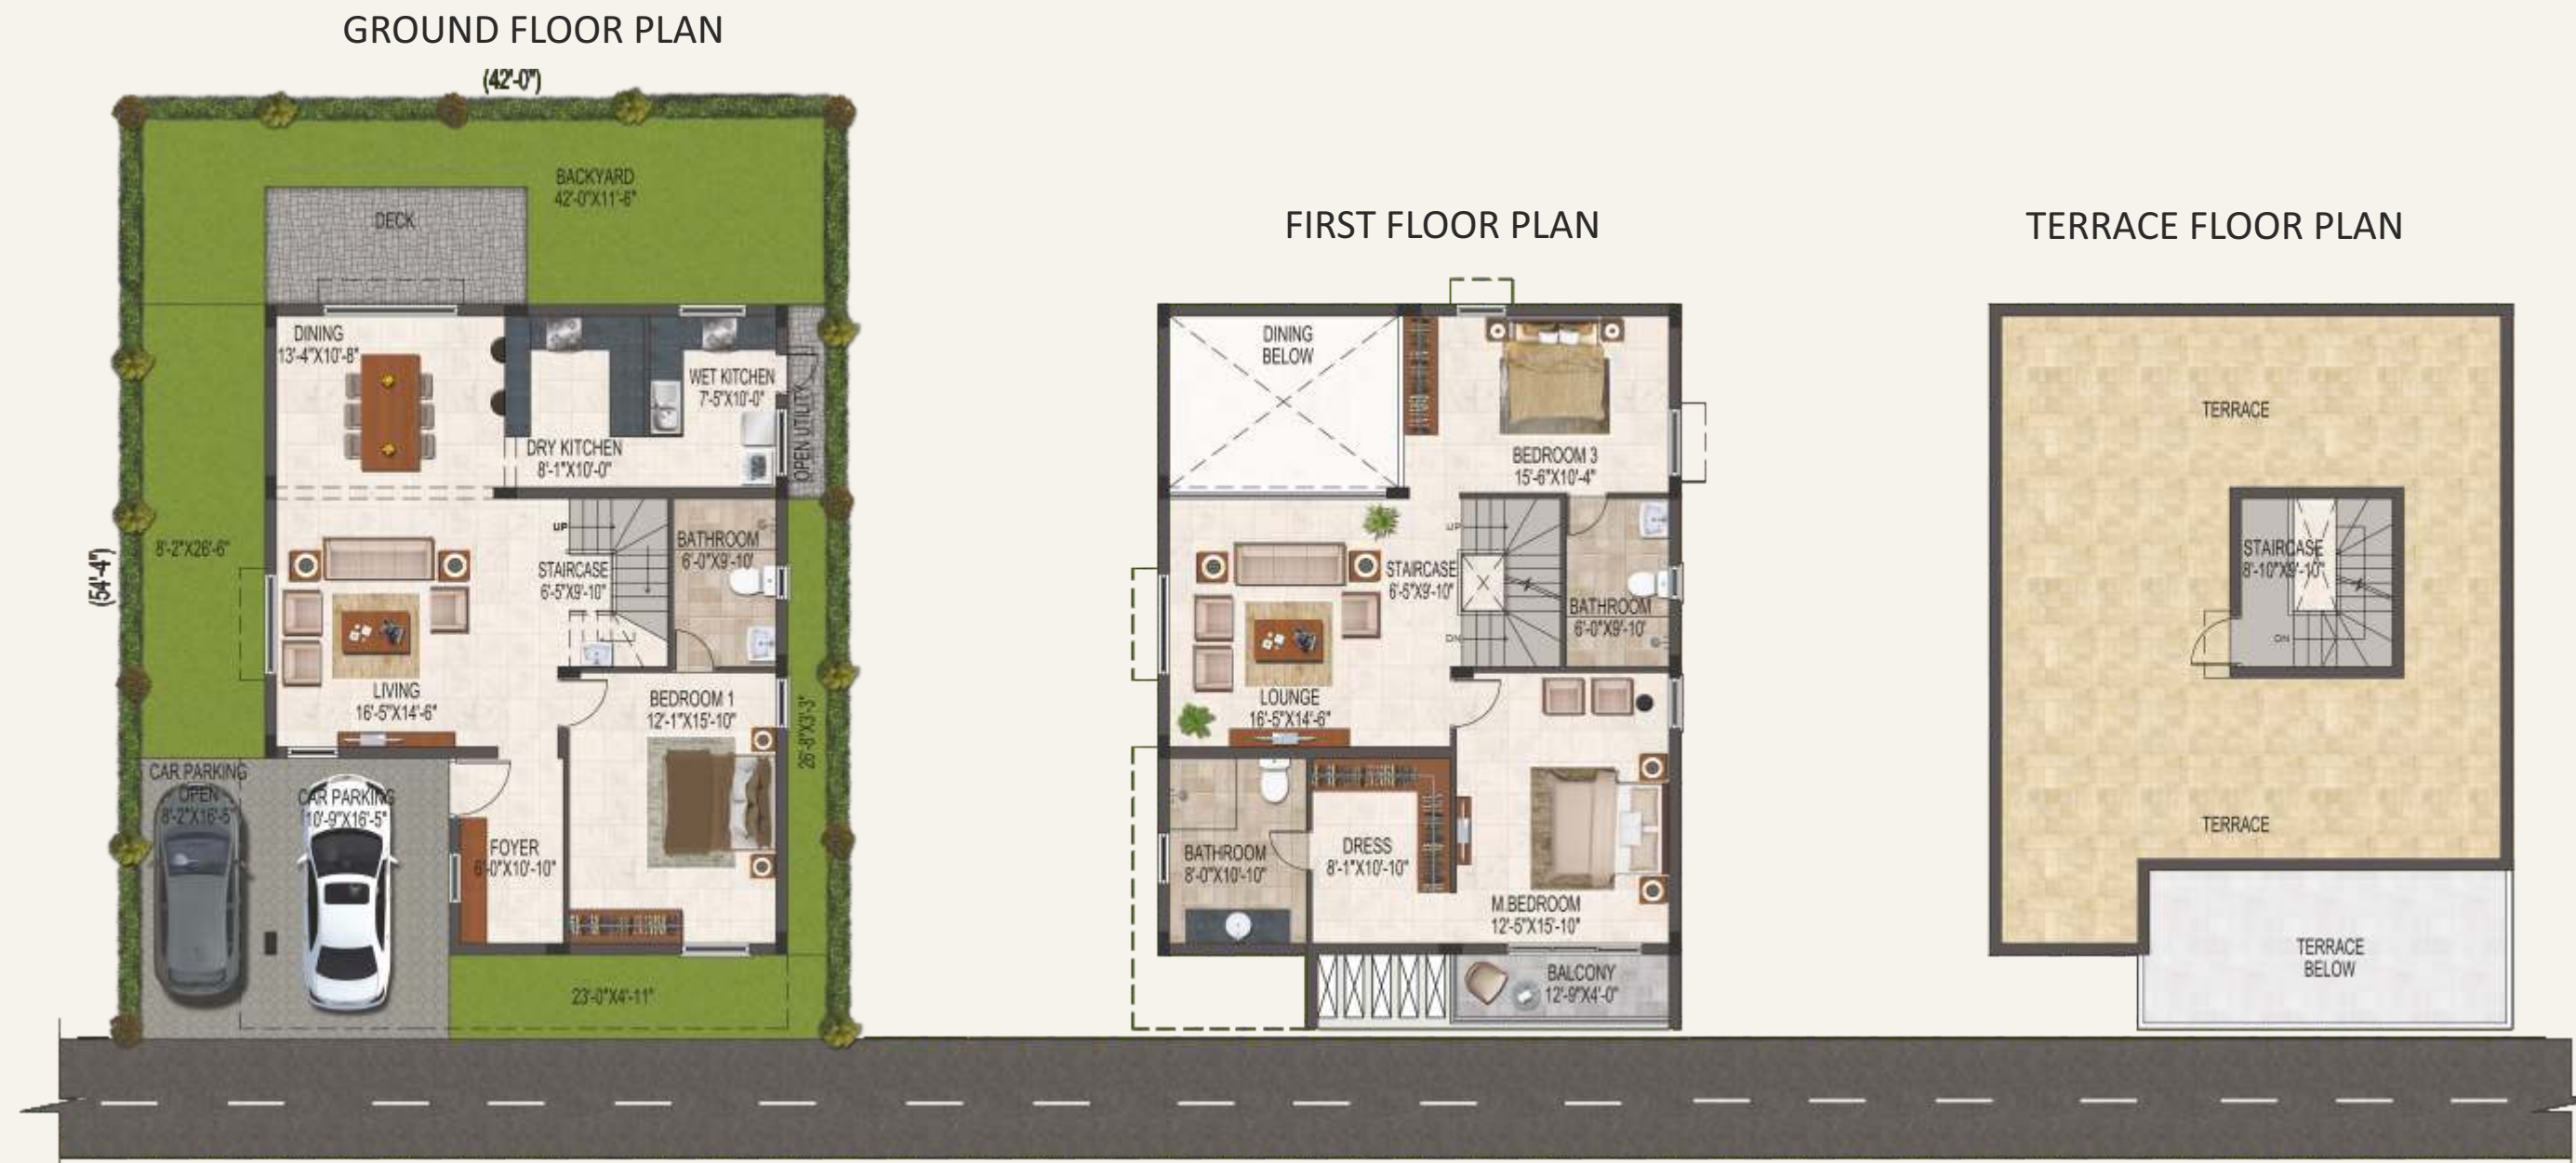 GROUND FLOOR PLAN
(42'-0")
BACKYARD
42'-0"X11'-6"
DECK
DINING
13'-4"X10'-8"
WET KITCHEN
7'-5"X10'-0"
OPEN UTILITY
DRY KITCHEN
8'-1"X10'-0"
(54'-4")
8'-2"X26'-6"
UP
STAIRCASE
6'-5"X9'-10"
BATHROOM
6'-0"X9'-10'
LIVING
16'-5"X14'-6"
BEDROOM 1
12'-1"X15'-10"
26'-8"X3'-3"
CAR PARKING
OPEN
8'-2"X16'-5"
CAR PARKING
10'-9"X16'-5"
FOYER
6'-0"X10'-10"
23'-0"X4'-11"
FIRST FLOOR PLAN
DINING
BELOW
BEDROOM 3
15'-6"X10'-4"
UP
STAIRCASE
6'-5"X9'-10"
DN
BATHROOM
6'-0"X9'-10'
LOUNGE
16'-5"X14'-6"
BATHROOM
8'-0"X10'-10"
DRESS
8'-1"X10'-10"
M.BEDROOM
12'-5"X15'-10"
BALCONY
12'-9"X4'-0"
TERRACE FLOOR PLAN
TERRACE
STAIRCASE
8'-10"X9'-10"
DN
TERRACE
TERRACE
BELOW